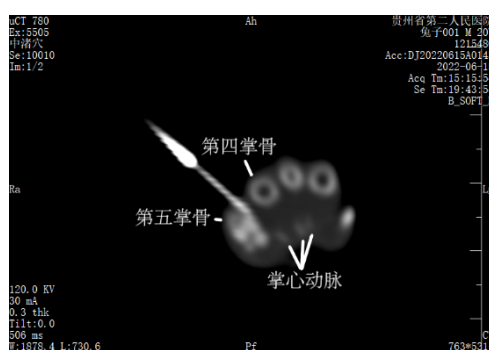 uCT 780
Ex:5505
中渚穴
Se:10010
Im:1/2
Ah
贵州省第二人民医院
兔子001 M 20
121548
Acc:DJ20220615A014
2022-06-1
Acq Tm:15:15:5
Se Tm:19:43:5
B_SOFT
第四掌骨
Ra
L
第五掌骨
掌心动脉
120.0 KV
30 mA
0.3 thk
Tilt:0.0
506 ms
W:1878.4 L:730.6
Pf
C
763*531